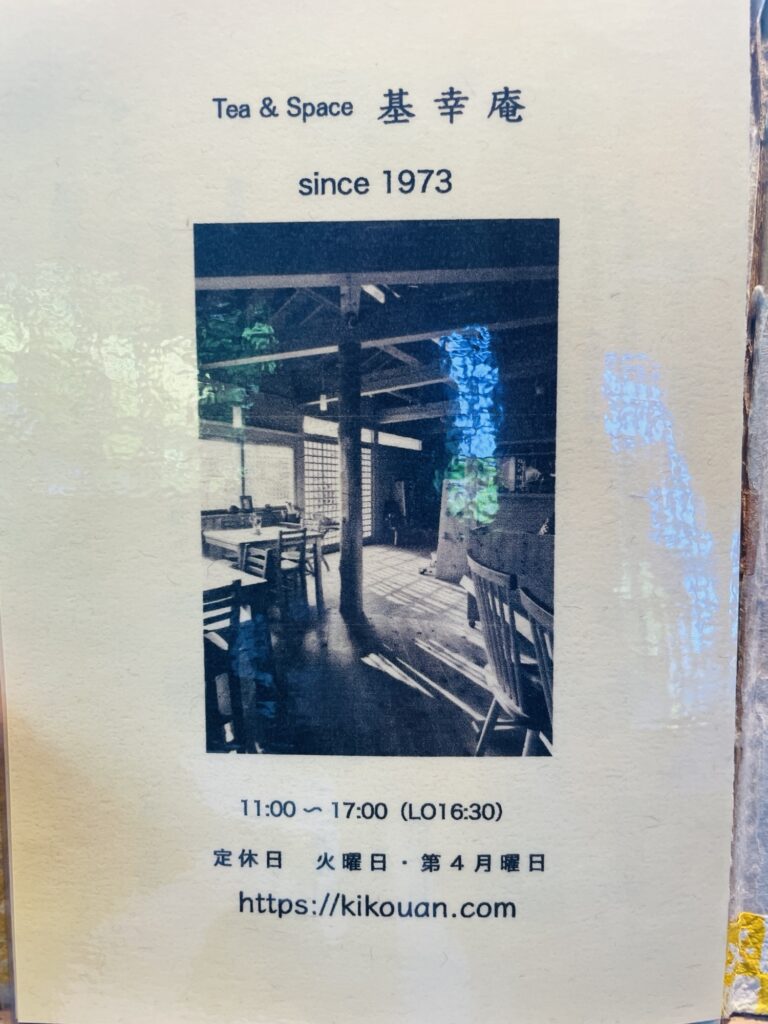 Tea & Space 基幸庵
since 1973
11:00 〜 17:00（LO16:30）
定休日　火曜日・第４月曜日
https://kikouan.com